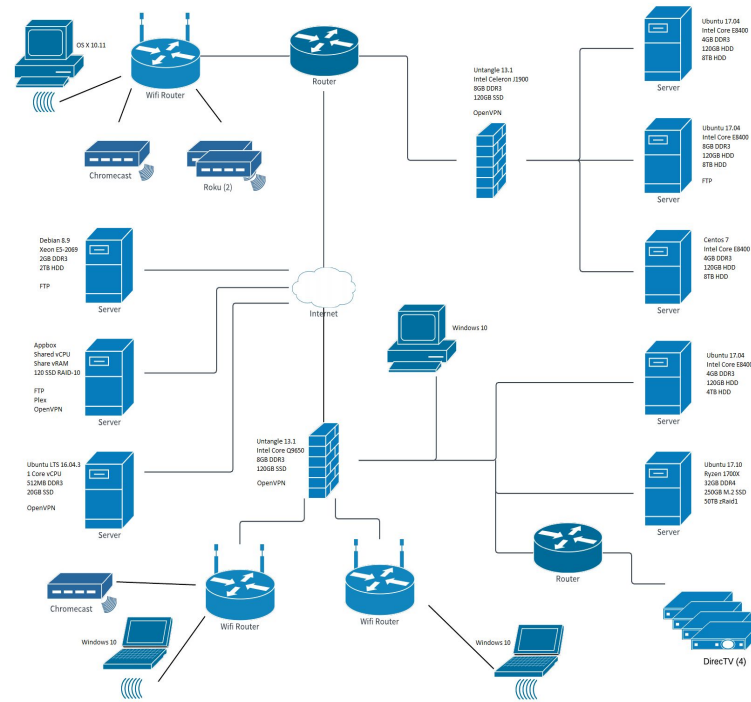 OS X 10.11
Wifi Router
Router
Chromecast
Roku (2)
Untangle 13.1
Intel Celeron J1900
8GB DDR3
120GB SSD
OpenVPN
Ubuntu 17.04
Intel Core E8400
4GB DDR3
120GB HDD
8TB HDD
Server
Ubuntu 17.04
Intel Core E8400
8GB DDR3
120GB HDD
8TB HDD
FTP
Server
Centos 7
Intel Core E8400
4GB DDR3
120GB HDD
8TB HDD
Server
Debian 8.9
Xeon E5-2069
2GB DDR3
2TB HDD
FTP
Server
Internet
Windows 10
Appbox
Shared vCPU
Share vRAM
120 SSD RAID-10
FTP
Plex
OpenVPN
Server
Ubuntu 17.04
Intel Core E8400
4GB DDR3
120GB HDD
4TB HDD
Server
Untangle 13.1
Intel Core Q9650
8GB DDR3
120GB SSD
OpenVPN
Ubuntu LTS 16.04.3
1 Core vCPU
512MB DDR3
20GB SSD
OpenVPN
Server
Ubuntu 17.10
Ryzen 1700X
32GB DDR4
250GB M.2 SSD
50TB zRaid1
Server
Router
Chromecast
Wifi Router
Wifi Router
Windows 10
Windows 10
DirecTV (4)